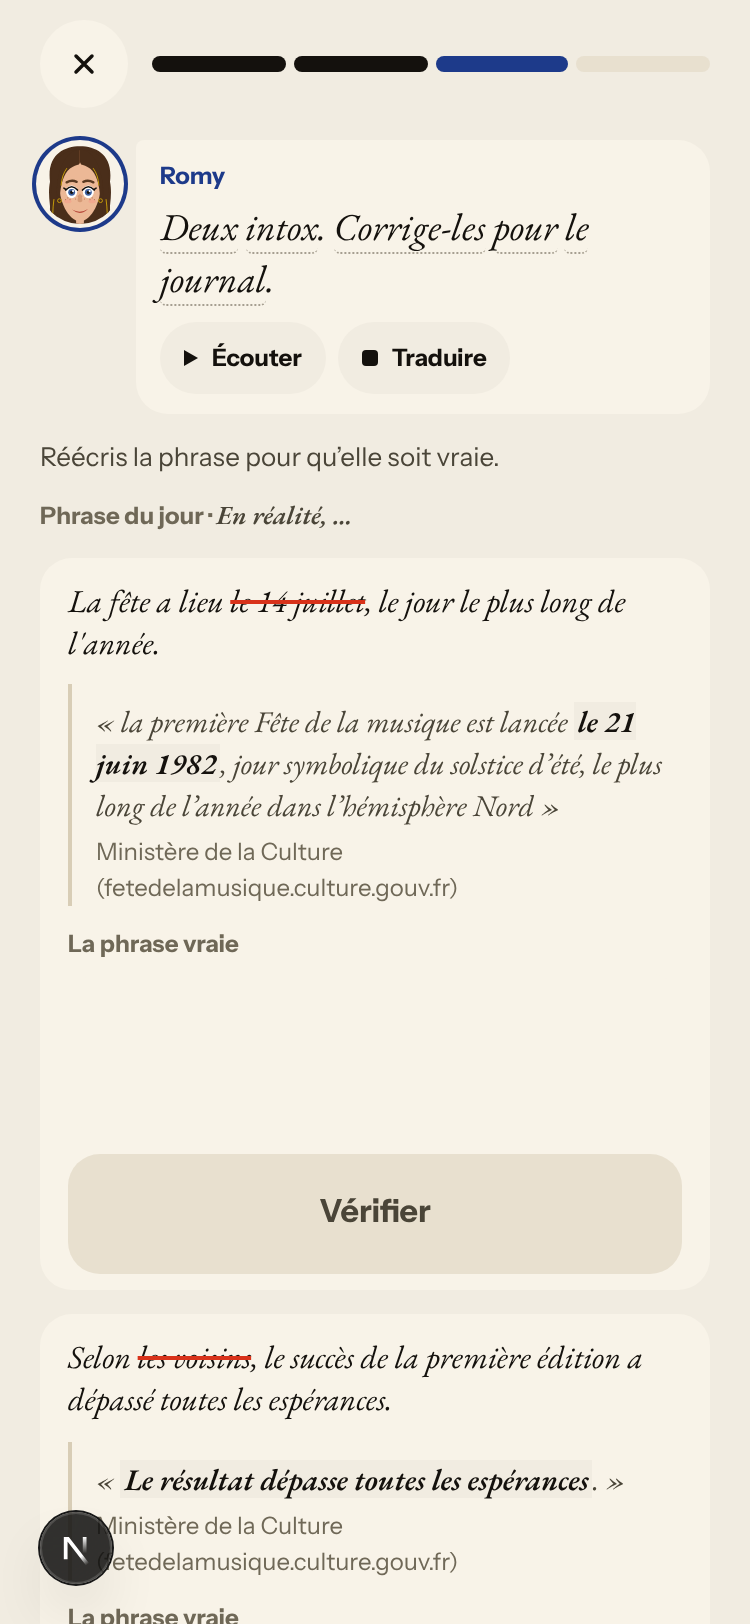 Romy
Deux intox. Corrige-les pour le
journal.
Écouter
Traduire
Réécris la phrase pour qu’elle soit vraie.
Phrase du jour · En réalité, ...
La fête a lieu le 14 juillet, le jour le plus long de
l'année.
« la première Fête de la musique est lancée le 21
juin 1982, jour symbolique du solstice d’été, le plus
long de l’année dans l’hémisphère Nord »
Ministère de la Culture
(fetedelamusique.culture.gouv.fr)
La phrase vraie
Vérifier
Selon les voisins, le succès de la première édition a
dépassé toutes les espérances.
« Le résultat dépasse toutes les espérances. »
Ministère de la Culture
(fetedelamusique.culture.gouv.fr)
N
La phrase vraie